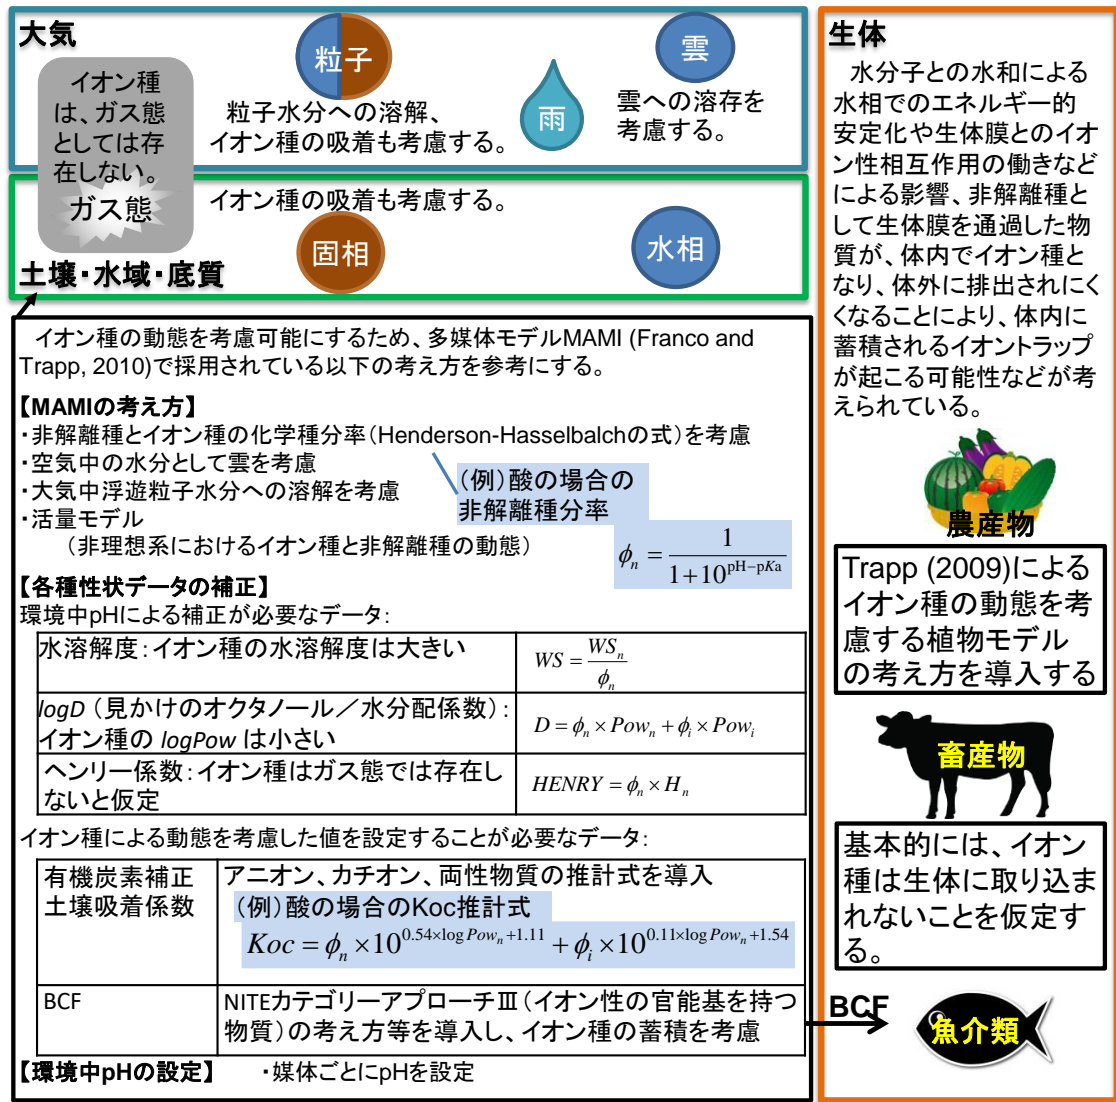 大気
粒子
雲
イオン種
は、ガス態
としては存
在しない。
ガス態
粒子水分への溶解、
イオン種の吸着も考慮する。
雨
雲への溶存を
考慮する。
イオン種の吸着も考慮する。
固相
水相
土壌・水域・底質
イオン種の動態を考慮可能にするため、多媒体モデルMAMI (Franco and
Trapp, 2010)で採用されている以下の考え方を参考にする。
【MAMIの考え方】
・非解離種とイオン種の化学種分率（Henderson-Hasselbalchの式）を考慮
・空気中の水分として雲を考慮
・大気中浮遊粒子水分への溶解を考慮
・活量モデル
（非理想系におけるイオン種と非解離種の動態）
（例）酸の場合の
非解離種分率
$\phi_n = \frac{1}{1+10^{\mathrm{pH}-\mathrm{p}K\mathrm{a}}}$
【各種性状データの補正】
環境中pHによる補正が必要なデータ：
水溶解度：イオン種の水溶解度は大きい
$WS = \frac{WS_n}{\phi_n}$
logD（見かけのオクタノール／水分配係数）：
イオン種の logPow は小さい
$D = \phi_n \times Pow_n + \phi_i \times Pow_i$
ヘンリー係数：イオン種はガス態では存在し
ないと仮定
$HENRY = \phi_n \times H_n$
イオン種による動態を考慮した値を設定することが必要なデータ：
有機炭素補正
土壌吸着係数
アニオン、カチオン、両性物質の推計式を導入
（例）酸の場合のKoc推計式
$Koc = \phi_n \times 10^{0.54 \times \log Pow_n + 1.11} + \phi_i \times 10^{0.11 \times \log Pow_n + 1.54}$
BCF
NITEカテゴリーアプローチⅢ（イオン性の官能基を持つ
物質）の考え方等を導入し、イオン種の蓄積を考慮
【環境中pHの設定】 ・媒体ごとにpHを設定
生体
水分子との水和による
水相でのエネルギー的
安定化や生体膜とのイオ
ン性相互作用の働きなど
による影響、非解離種と
して生体膜を通過した物
質が、体内でイオン種と
なり、体外に排出されにく
くなることにより、体内に
蓄積されるイオントラップ
が起こる可能性などが考
えられている。
農産物
Trapp (2009)による
イオン種の動態を考
慮する植物モデル
の考え方を導入する
畜産物
基本的には、イオン
種は生体に取り込ま
れないことを仮定す
る。
BCF
魚介類